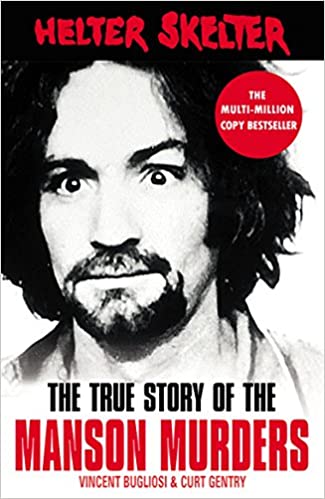 HELTER SKELTER
THE
MULTI-MILLION
COPY BESTSELLER
THE TRUE STORY OF THE
MANSON MURDERS
VINCENT BUGLIOSI & CURT GENTRY